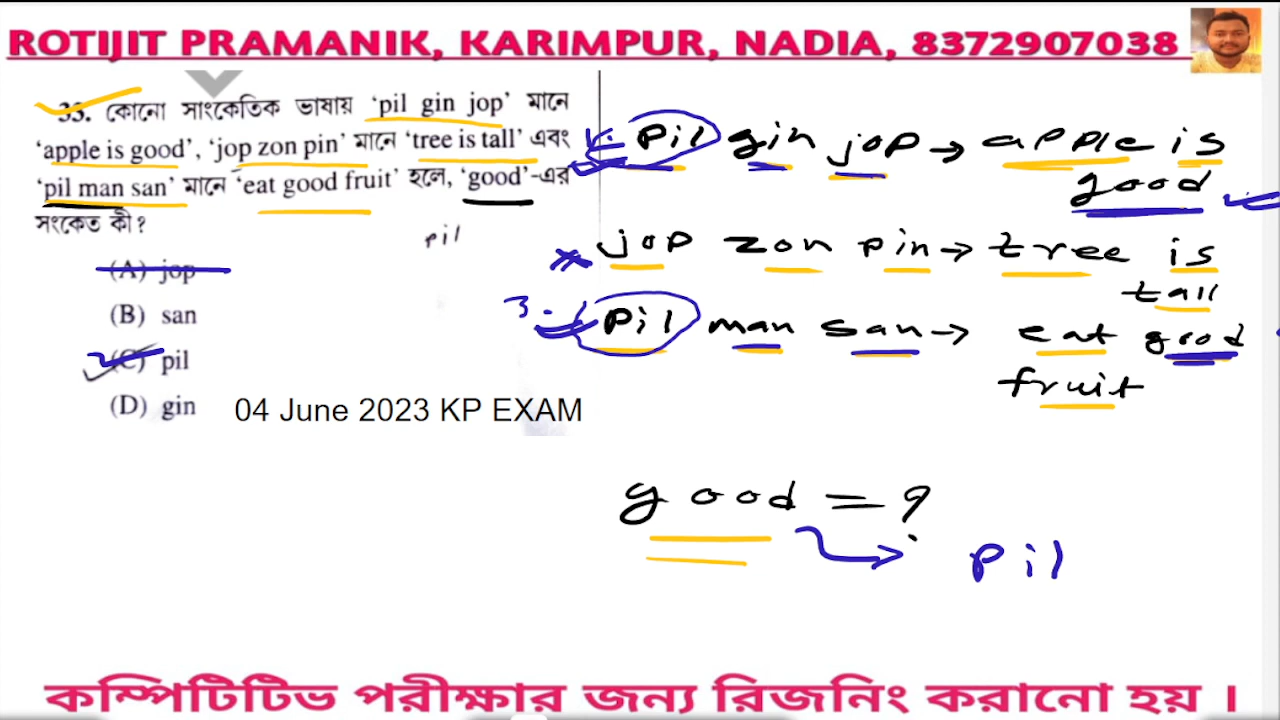 ROTIJIT PRAMANIK, KARIMPUR, NADIA, 8372907038
33. কোনো সাংকেতিক ভাষায় ‘pil gin jop’ মানে
‘apple is good’, ‘jop zon pin’ মানে ‘tree is tall’ এবং
‘pil man san’ মানে ‘eat good fruit’ হলে, ‘good’-এর
সংকেত কী?
pil
(A) jop
(B) san
(C) pil
(D) gin
04 June 2023 KP EXAM
1. pil gin jop → apple is
good
jop zon pin → tree is
tall
3. pil man san → eat good
fruit
good = ?
pil
কম্পিটিটিভ পরীক্ষার জন্য রিজনিং করানো হয় ।